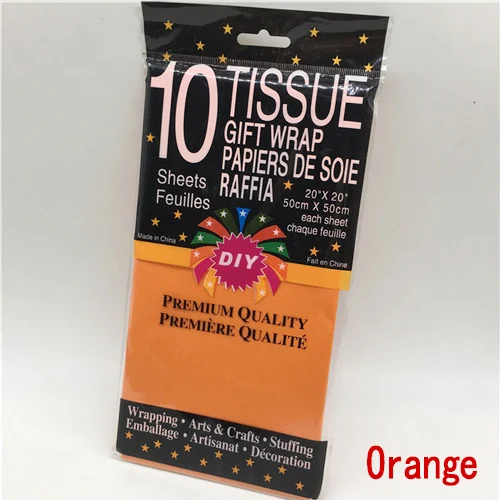 10 TISSUE
GIFT WRAP
PAPIERS DE SOIE
RAFFIA
Sheets
Feuilles
20"X 20"
50cm X 50cm
each sheet
chaque feuille
Made in China
Fait en Chine
DIY
PREMIUM QUALITY
PREMIÈRE QUALITÉ
Wrapping • Arts & Crafts • Stuffing
Emballage • Artisanat • Décoration
Orange